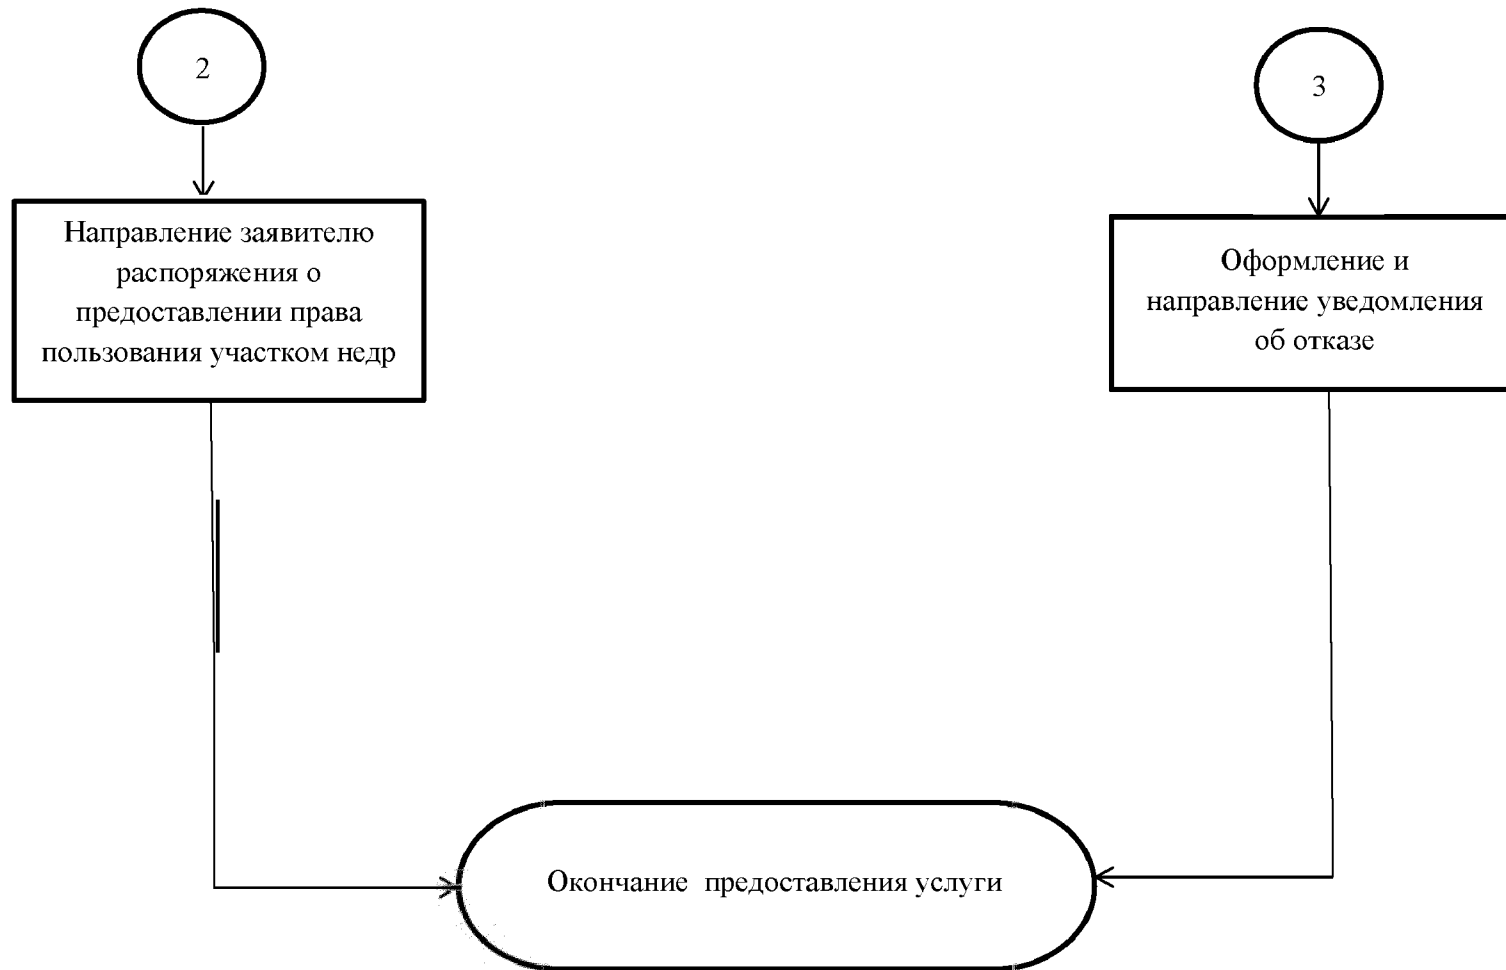 2
3
Направление заявителю
распоряжения о
предоставлении права
пользования участком недр
Оформление и
направление уведомления
об отказе
Окончание предоставления услуги